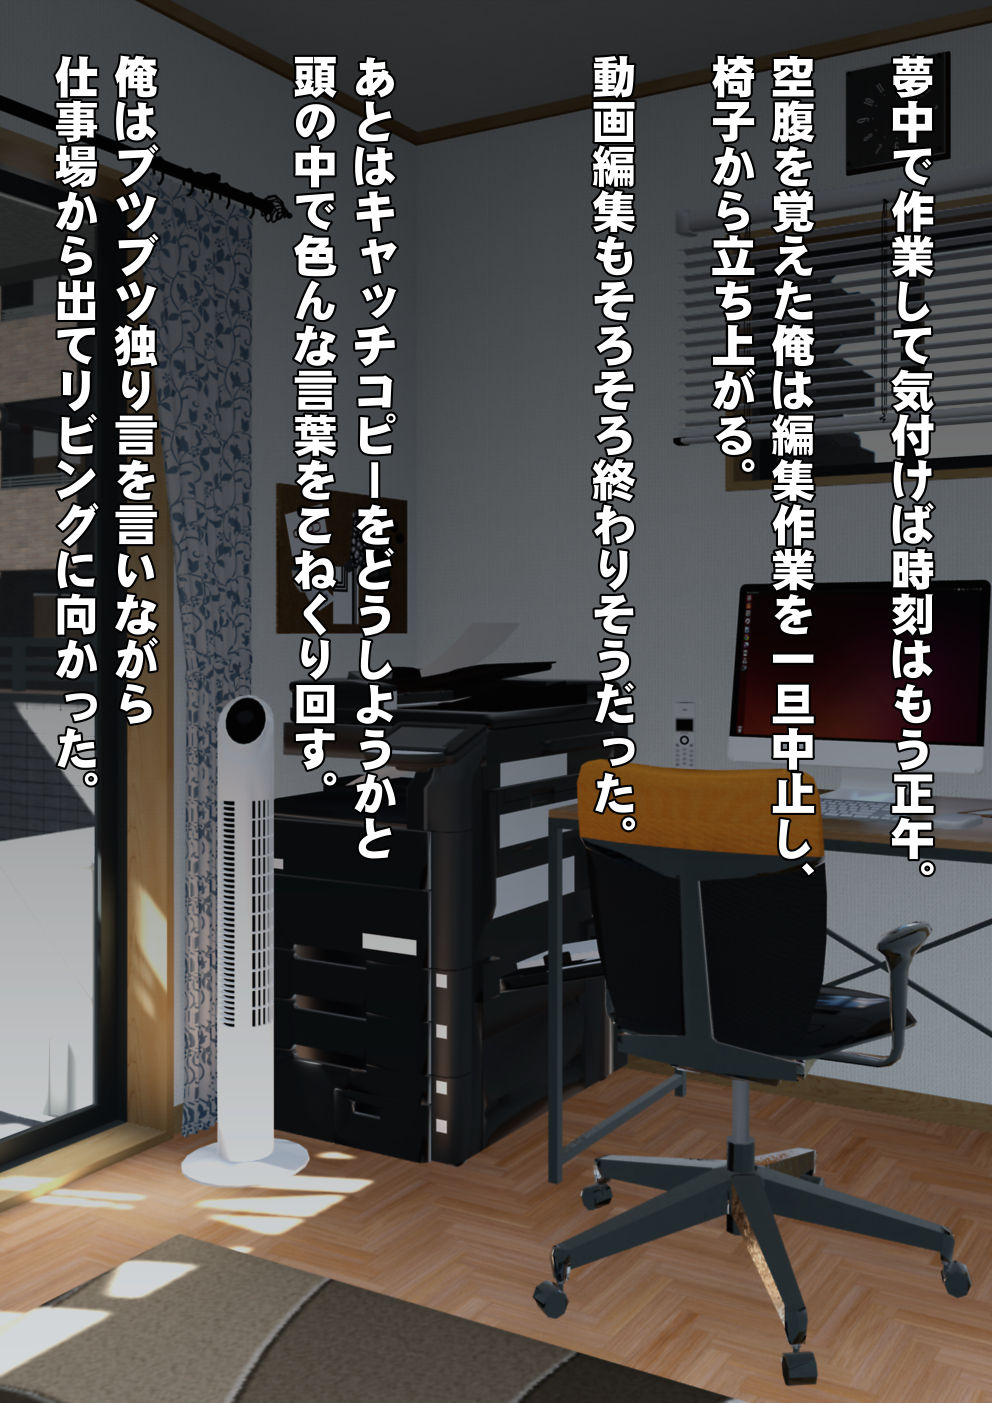 夢中で作業して気付けば時刻はもう正午。
空腹を覚えた俺は編集作業を一旦中止し、
椅子から立ち上がる。
動画編集もそろそろ終わりそうだった。
あとはキャッチコピーをどうしようかと
頭の中で色んな言葉をこねくり回す。
俺はブツブツ独り言を言いながら
仕事場から出てリビングに向かった。